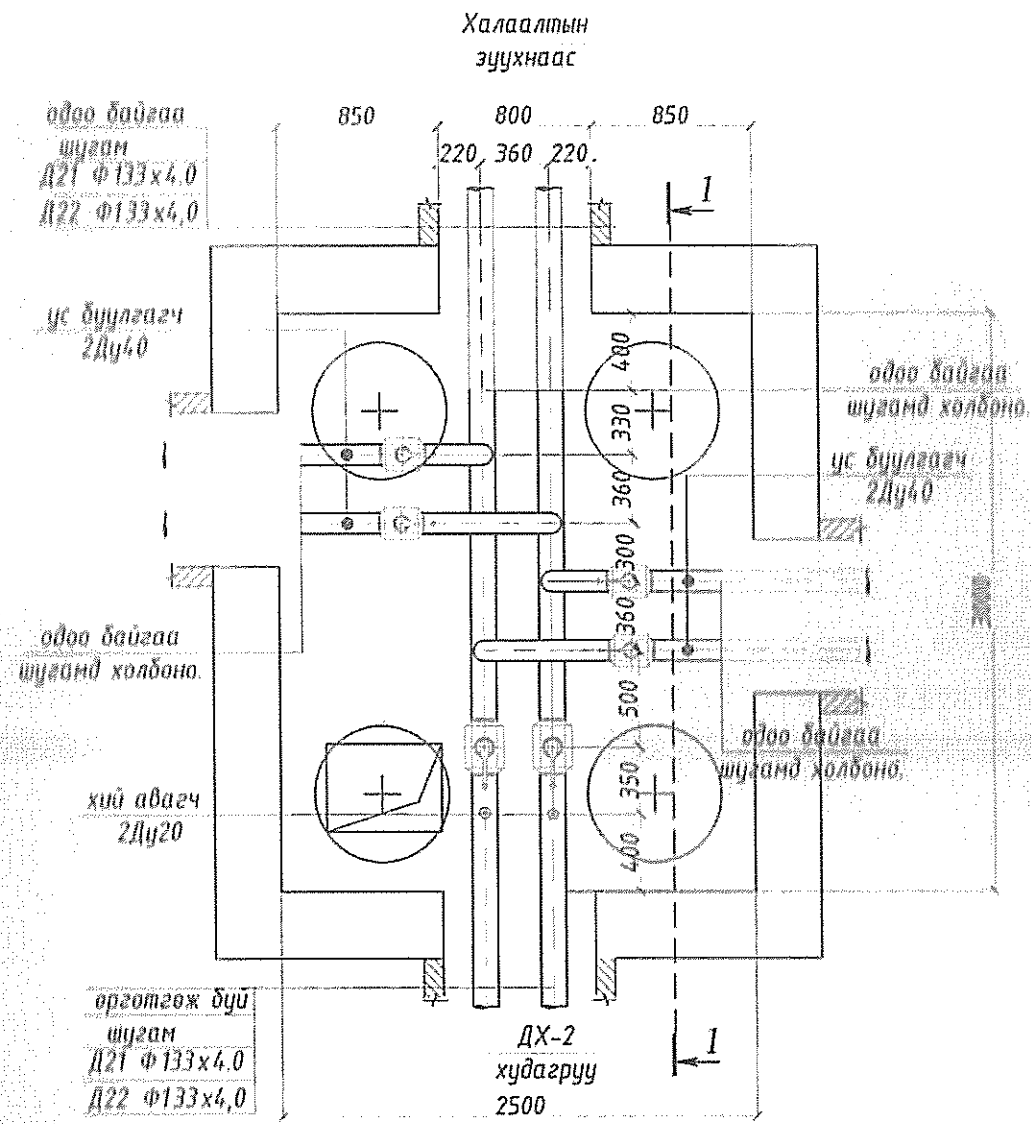 Халаалтын
зуухнаас
850
800
850
220 360 220.
одоо байгаа
шугам
Д21 Ф133х4.0
Д22 Ф133х4,0
1
ус буулгагч
2Ду40
400
330
360
300
360
500
350
400
одоо байгаа
шугамд холбоно.
ус буулгагч
2Ду40
одоо байгаа
шугамд холбоно.
одоо байгаа
шугамд холбоно.
хий авагч
2Ду20
өргөтгөж буй
шугам
Д21 Ф133х4.0
Д22 Ф133х4,0
ДХ-2
худагруу
2500
1